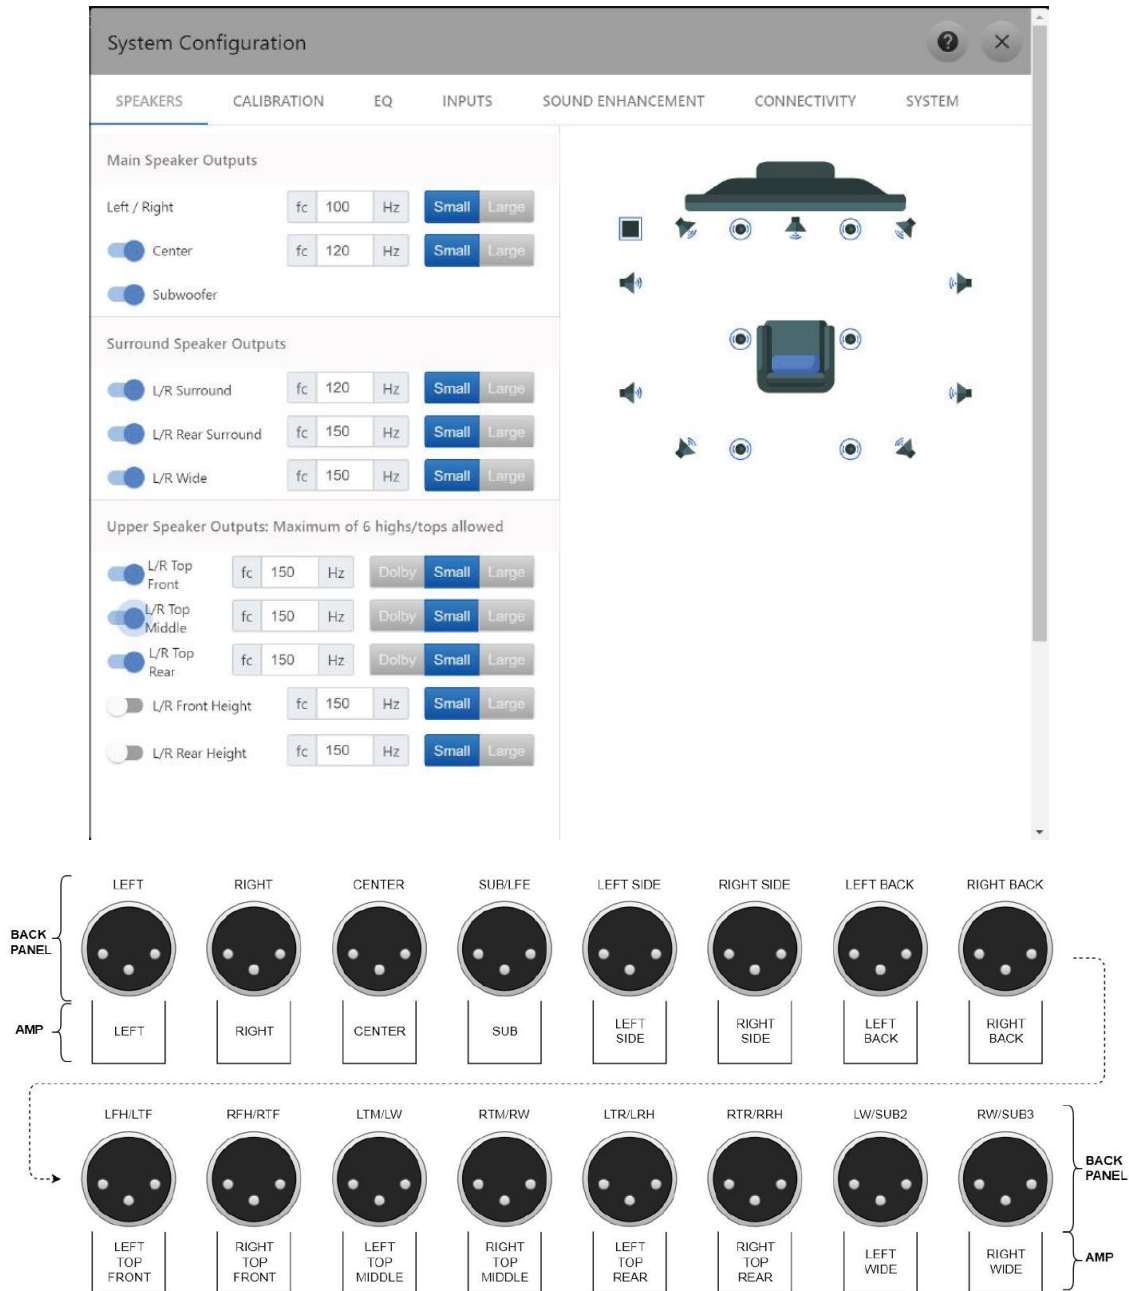 System Configuration
?
SPEAKERS CALIBRATION EQ INPUTS SOUND ENHANCEMENT CONNECTIVITY SYSTEM
Main Speaker Outputs
Left / Right fc 100 Hz Small Large
Center fc 120 Hz Small Large
Subwoofer
Surround Speaker Outputs
L/R Surround fc 120 Hz Small Large
L/R Rear Surround fc 150 Hz Small Large
L/R Wide fc 150 Hz Small Large
Upper Speaker Outputs: Maximum of 6 highs/tops allowed
L/R Top
Front fc 150 Hz Dolby Small Large
L/R Top
Middle fc 150 Hz Dolby Small Large
L/R Top
Rear fc 150 Hz Dolby Small Large
L/R Front Height fc 150 Hz Small Large
L/R Rear Height fc 150 Hz Small Large
LEFT RIGHT CENTER SUB/LFE LEFT SIDE RIGHT SIDE LEFT BACK RIGHT BACK
BACK
PANEL
AMP
LEFT RIGHT CENTER SUB LEFT SIDE RIGHT SIDE LEFT BACK RIGHT BACK
LFH/LTF RFH/RTF LTM/LW RTM/RW LTR/LRH RTR/RRH LW/SUB2 RW/SUB3
BACK
PANEL
LEFT TOP FRONT RIGHT TOP FRONT LEFT TOP MIDDLE RIGHT TOP MIDDLE LEFT TOP REAR RIGHT TOP REAR LEFT WIDE RIGHT WIDE
AMP